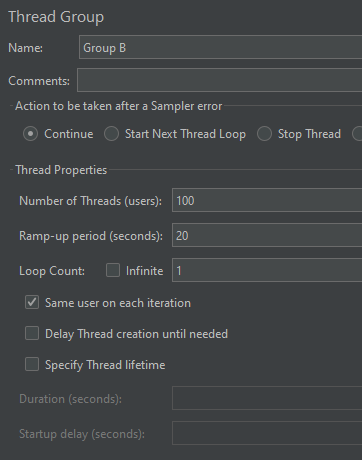 Thread Group
Name: Group B
Comments:
Action to be taken after a Sampler error
Continue Start Next Thread Loop Stop Thread
Thread Properties
Number of Threads (users): 100
Ramp-up period (seconds): 20
Loop Count: Infinite 1
Same user on each iteration
Delay Thread creation until needed
Specify Thread lifetime
Duration (seconds):
Startup delay (seconds):